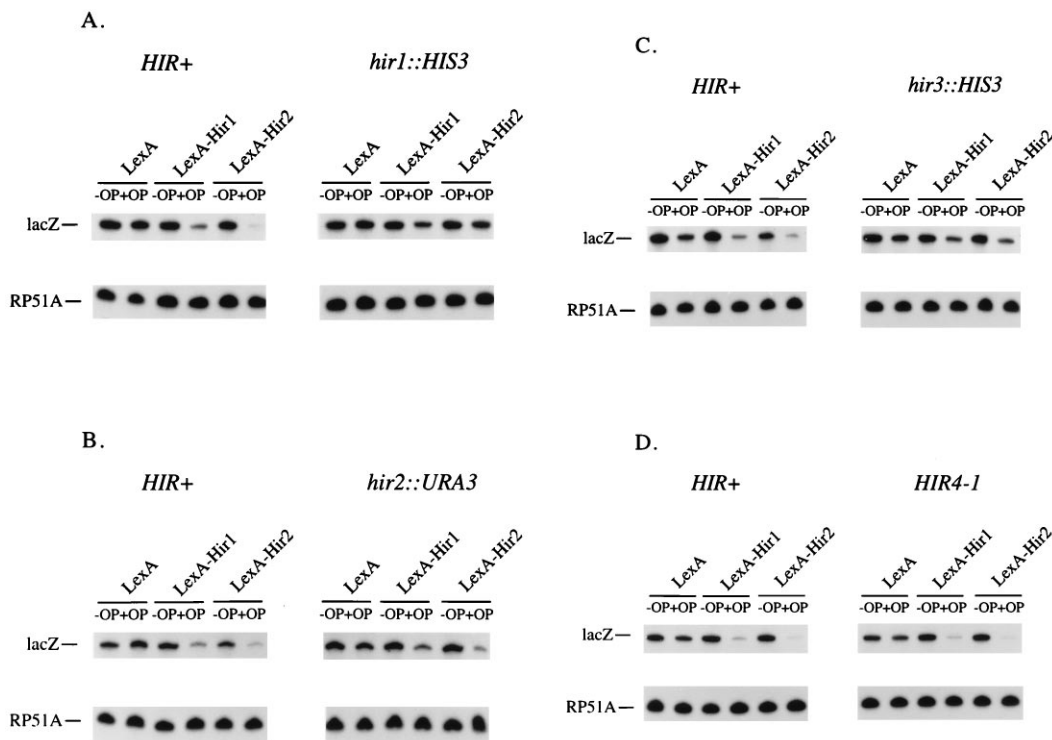 A.
HIR+ hir1::HIS3
LexA LexA-Hir1 LexA-Hir2 LexA LexA-Hir1 LexA-Hir2
-OP+OP -OP+OP -OP+OP -OP+OP -OP+OP -OP+OP
lacZ—
RP51A—
C.
HIR+ hir3::HIS3
LexA LexA-Hir1 LexA-Hir2 LexA LexA-Hir1 LexA-Hir2
-OP+OP -OP+OP -OP+OP -OP+OP -OP+OP -OP+OP
lacZ—
RP51A—
B.
HIR+ hir2::URA3
LexA LexA-Hir1 LexA-Hir2 LexA LexA-Hir1 LexA-Hir2
-OP+OP -OP+OP -OP+OP -OP+OP -OP+OP -OP+OP
lacZ—
RP51A—
D.
HIR+ HIR4-1
LexA LexA-Hir1 LexA-Hir2 LexA LexA-Hir1 LexA-Hir2
-OP+OP -OP+OP -OP+OP -OP+OP -OP+OP -OP+OP
lacZ—
RP51A—